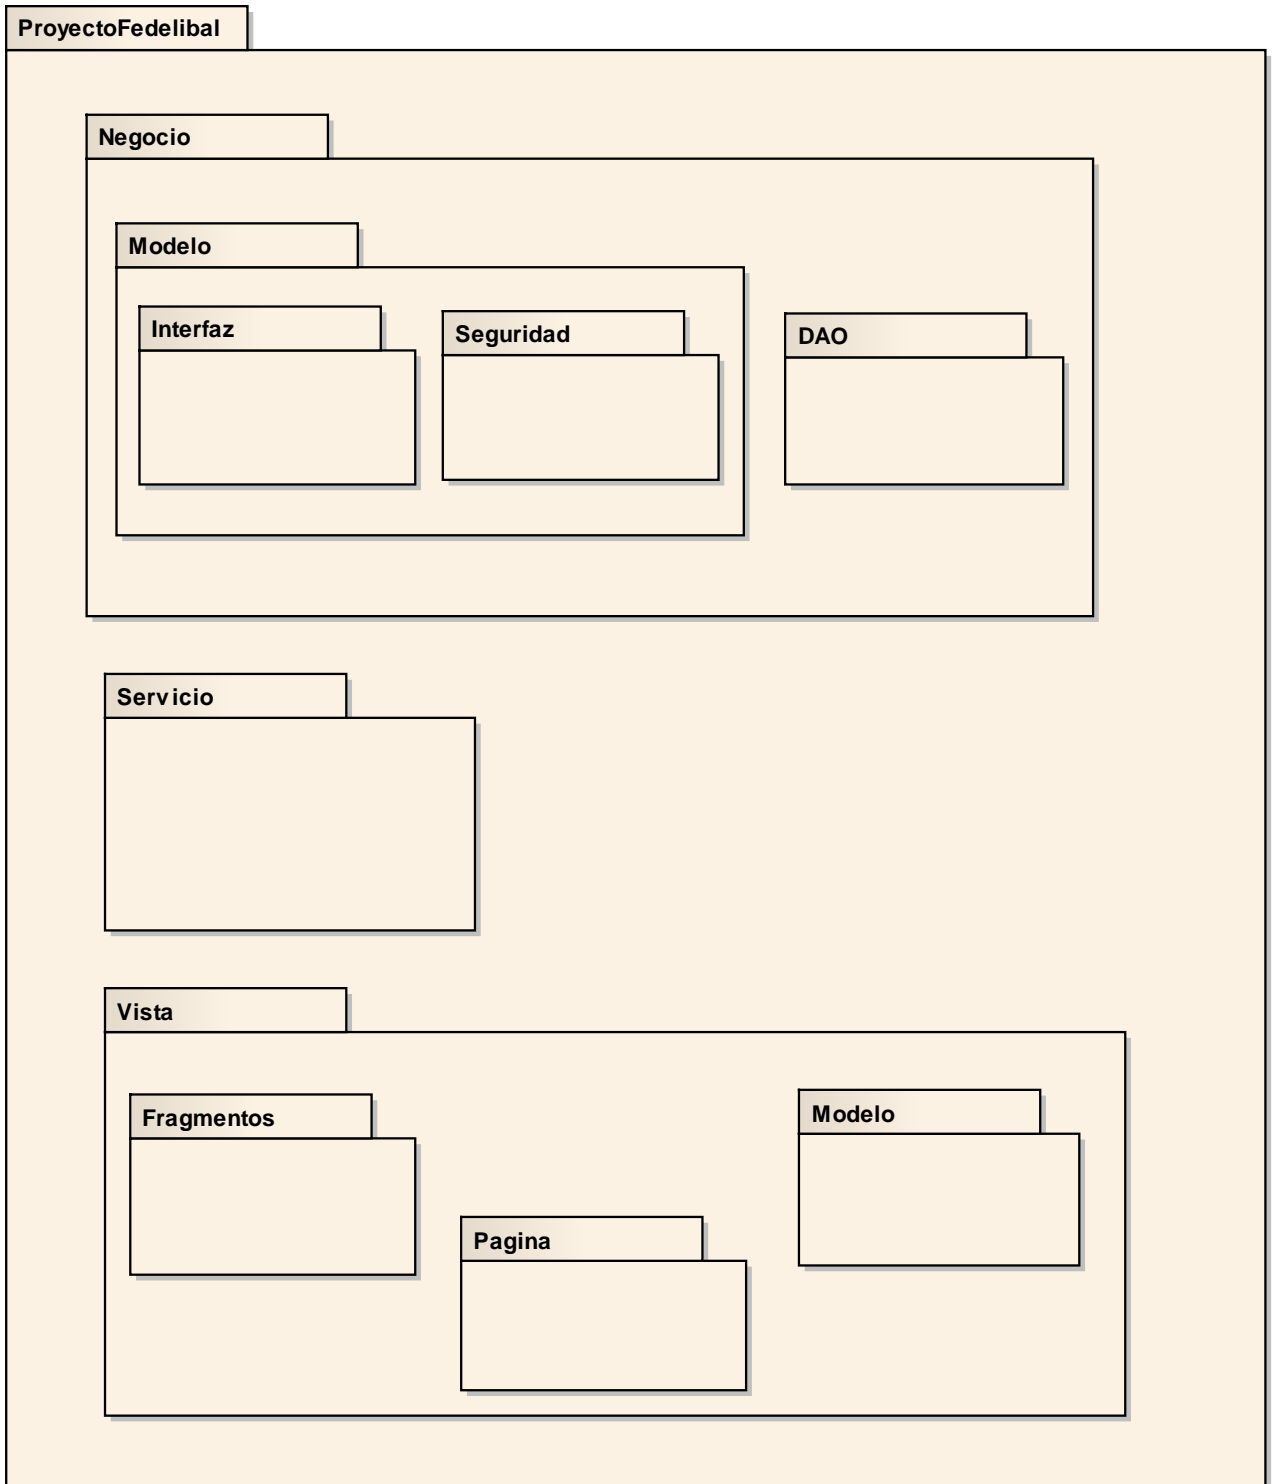 ProyectoFedelibal
Negocio
Modelo
Interfaz
Seguridad
DAO
Servicio
Vista
Fragmentos
Modelo
Pagina